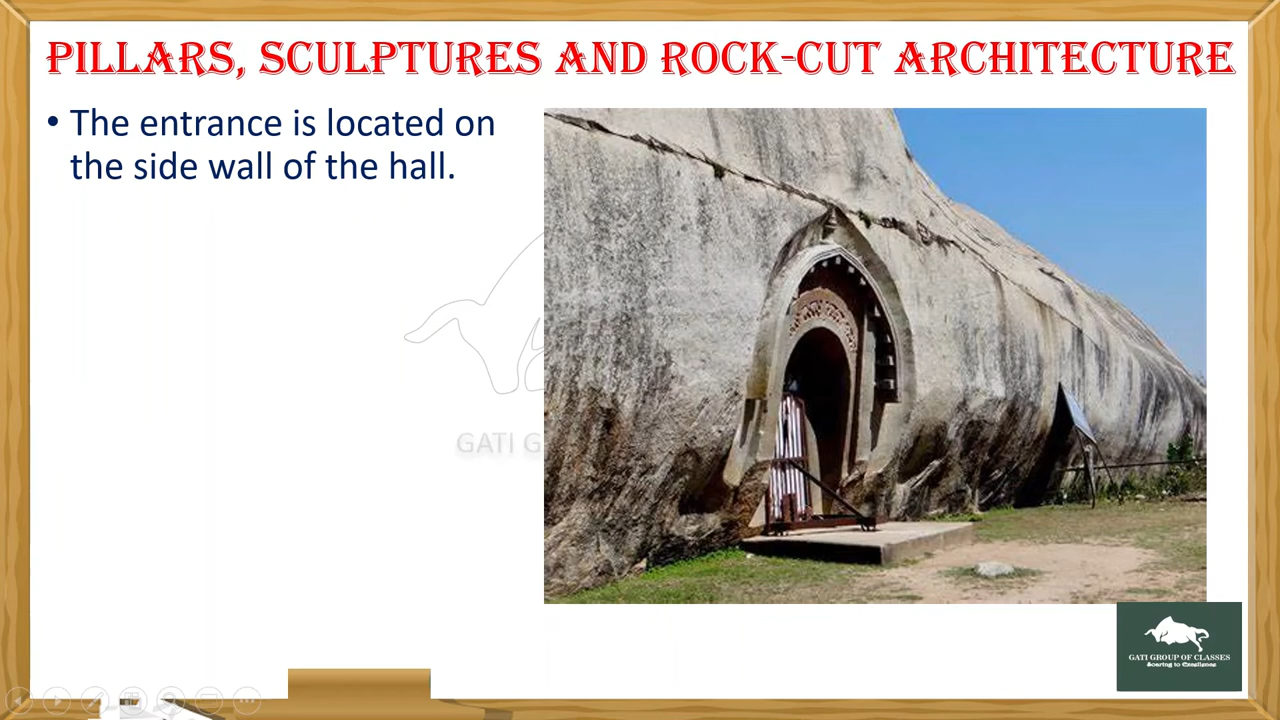 PILLARS, SCULPTURES AND ROCK-CUT ARCHITECTURE
• The entrance is located on
the side wall of the hall.
GATI G
GATI GROUP OF CLASSES
Soaring to Excellence